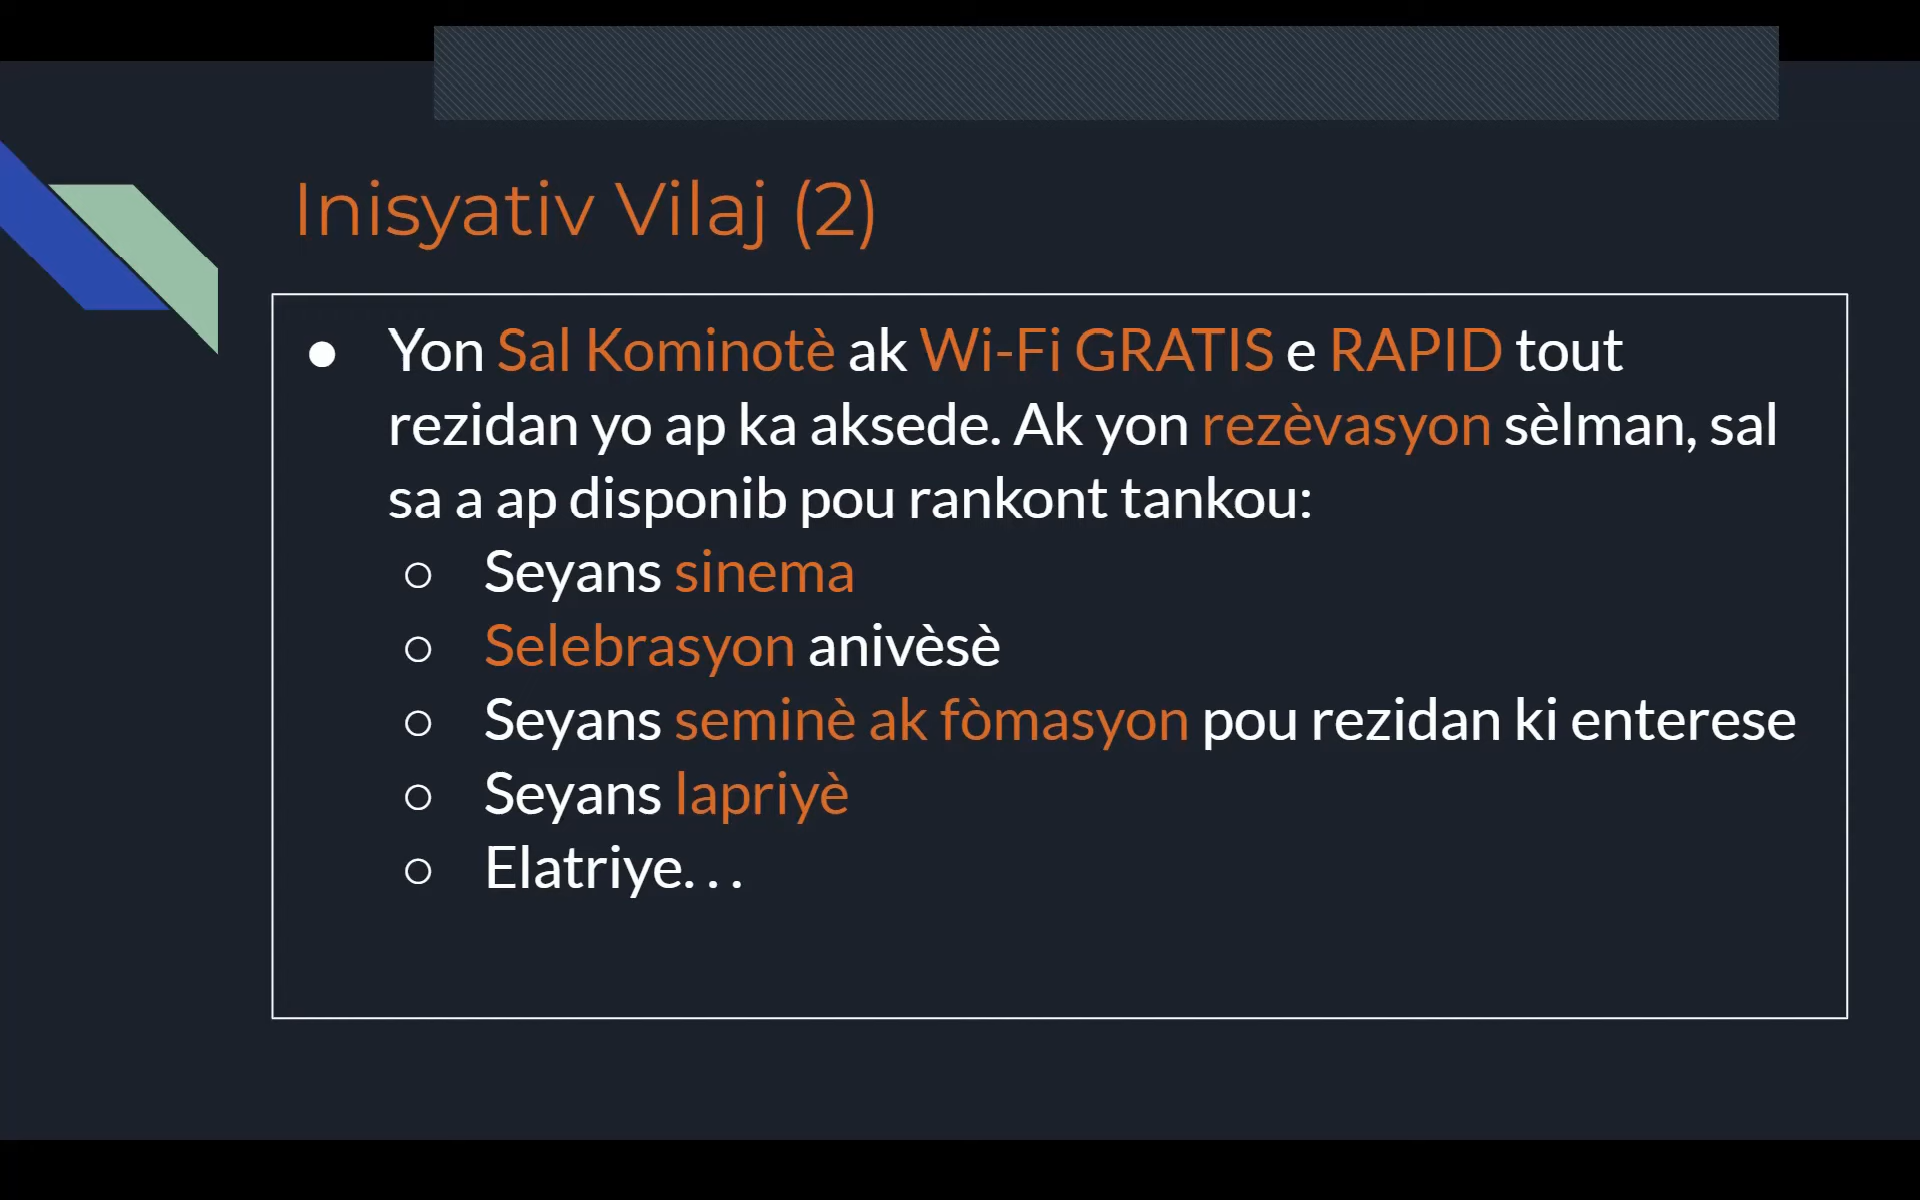 Inisyativ Vilaj (2)
● Yon Sal Kominotè ak Wi-Fi GRATIS e RAPID tout
rezidan yo ap ka aksede. Ak yon rezèvasyon sèlman, sal
sa a ap disponib pou rankont tankou:
○ Seyans sinema
○ Selebrasyon anivèsè
○ Seyans seminè ak fòmasyon pou rezidan ki enterese
○ Seyans lapriyè
○ Elatriye. . .